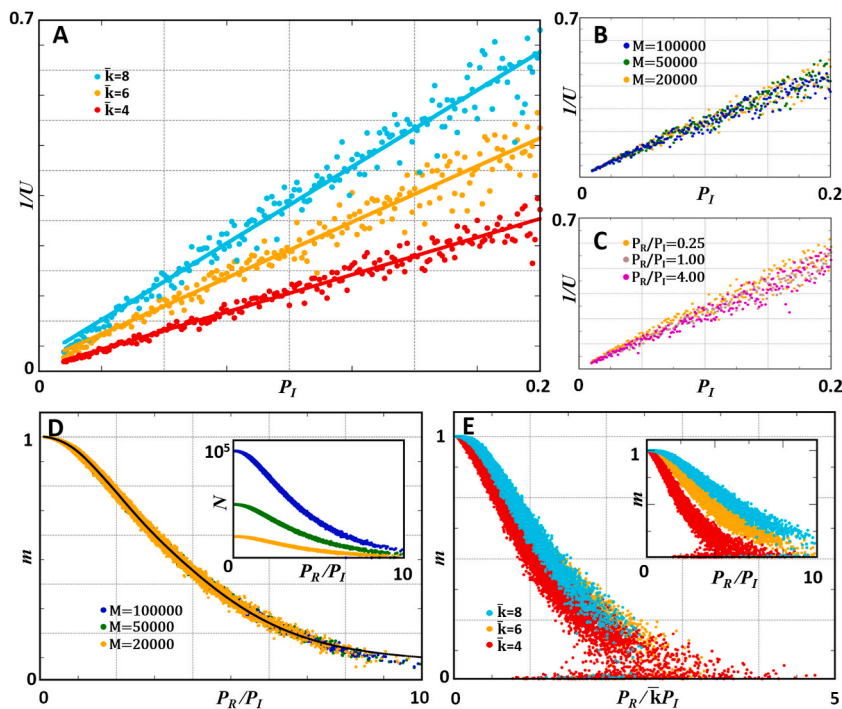 0.7
A
k̄=8
k̄=6
k̄=4
1/U
0
P_I
0.2
B
M=100000
M=50000
M=20000
1/U
0
P_I
0.2
0.7
C
P_R/P_I=0.25
P_R/P_I=1.00
P_R/P_I=4.00
1/U
0
P_I
0.2
D
1
m
M=100000
M=50000
M=20000
0
P_R/P_I
10
10^5
N
0
P_R/P_I
10
E
1
m
k̄=8
k̄=6
k̄=4
0
P_R/k̄P_I
5
1
m
0
P_R/P_I
10